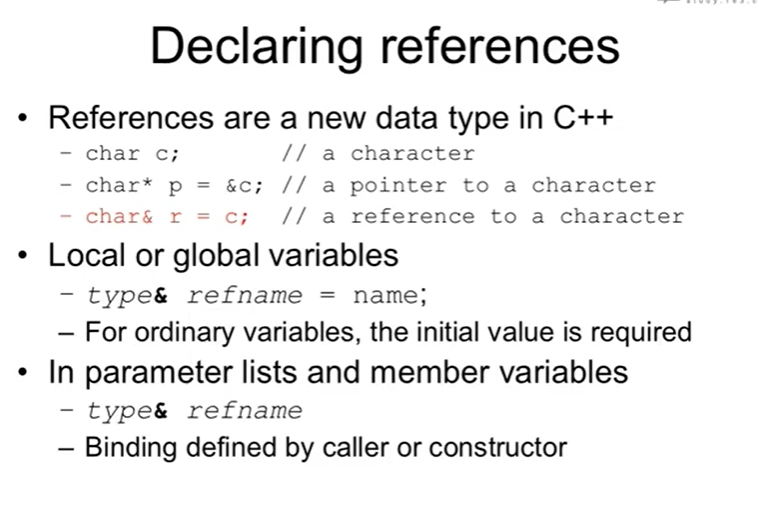 Declaring references
• References are a new data type in C++
– char c; // a character
– char* p = &c; // a pointer to a character
– char& r = c; // a reference to a character
• Local or global variables
– type& refname = name;
– For ordinary variables, the initial value is required
• In parameter lists and member variables
– type& refname
– Binding defined by caller or constructor